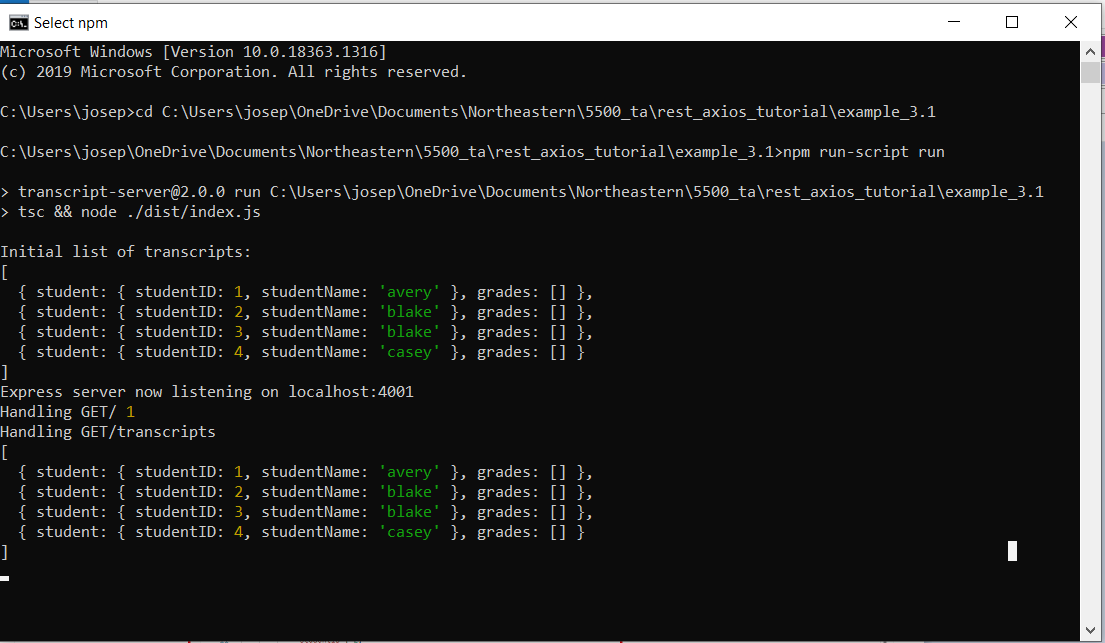 Select npm
Microsoft Windows [Version 10.0.18363.1316]
(c) 2019 Microsoft Corporation. All rights reserved.
C:\Users\josep>cd C:\Users\josep\OneDrive\Documents\Northeastern\5500_ta\rest_axios_tutorial\example_3.1
C:\Users\josep\OneDrive\Documents\Northeastern\5500_ta\rest_axios_tutorial\example_3.1>npm run-script run
> transcript-server@2.0.0 run C:\Users\josep\OneDrive\Documents\Northeastern\5500_ta\rest_axios_tutorial\example_3.1
> tsc && node ./dist/index.js
Initial list of transcripts:
[
  { student: { studentID: 1, studentName: 'avery' }, grades: [] },
  { student: { studentID: 2, studentName: 'blake' }, grades: [] },
  { student: { studentID: 3, studentName: 'blake' }, grades: [] },
  { student: { studentID: 4, studentName: 'casey' }, grades: [] }
]
Express server now listening on localhost:4001
Handling GET/ 1
Handling GET/transcripts
[
  { student: { studentID: 1, studentName: 'avery' }, grades: [] },
  { student: { studentID: 2, studentName: 'blake' }, grades: [] },
  { student: { studentID: 3, studentName: 'blake' }, grades: [] },
  { student: { studentID: 4, studentName: 'casey' }, grades: [] }
]